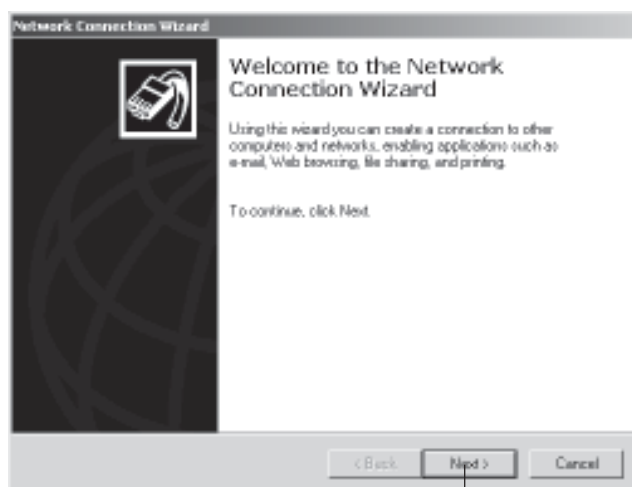 Network Connection Wizard
Welcome to the Network
Connection Wizard
Using this wizard you can create a connection to other
computers and networks, enabling applications such as
e-mail, Web browsing, file sharing, and printing.
To continue, click Next.
< Back
Next >
Cancel